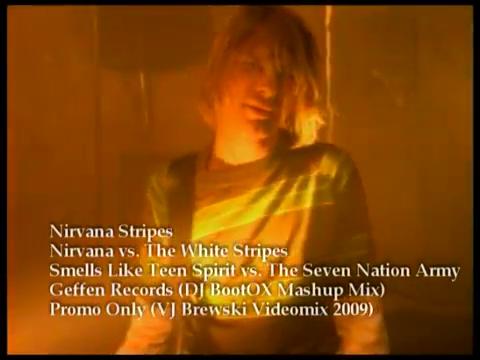 Nirvana Stripes
Nirvana vs. The White Stripes
Smells Like Teen Spirit vs. The Seven Nation Army
Geffen Records (DJ BootOX Mashup Mix)
Promo Only (VJ Brewski Videomix 2009)